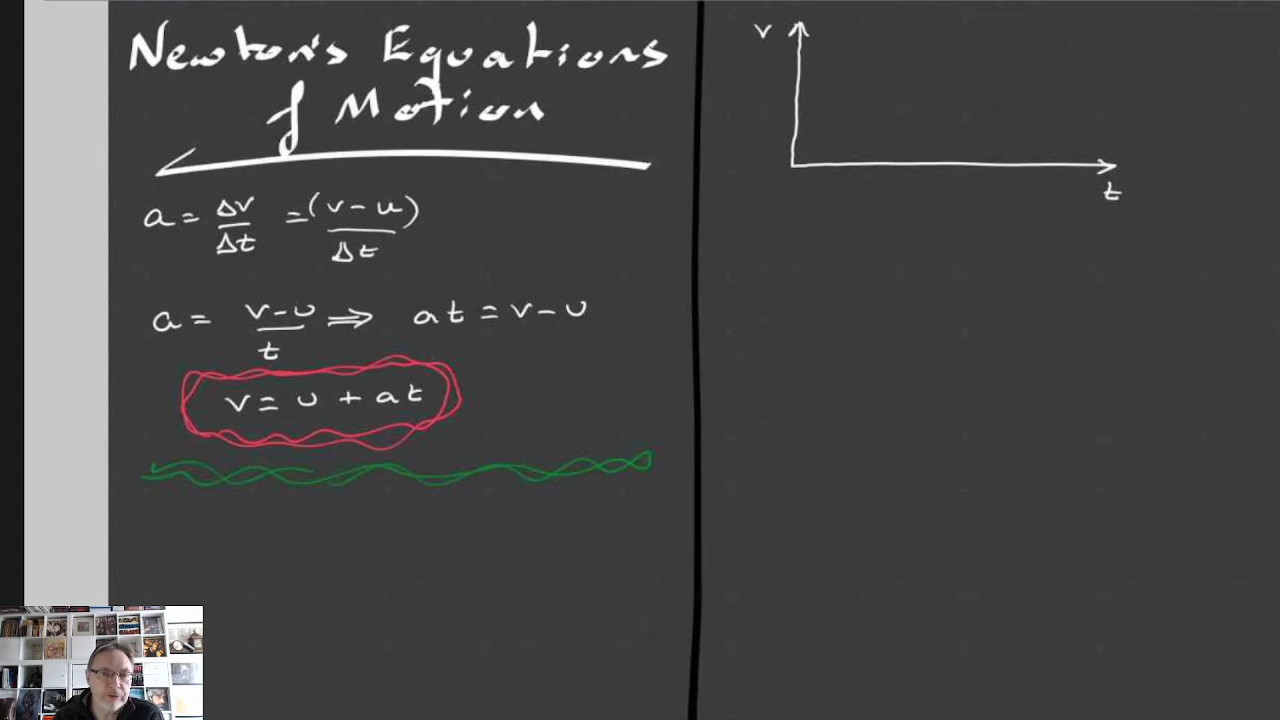 Newton's Equations
of Motion
a = Δv/Δt = (v - u)/Δt
a = v-u/t ⇒ at = v-u
v = u + at
v
t